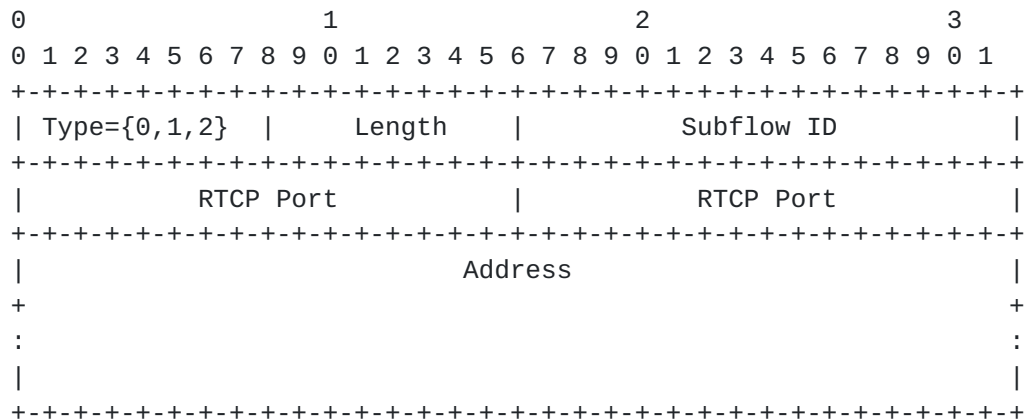 0                   1                   2                   3
0 1 2 3 4 5 6 7 8 9 0 1 2 3 4 5 6 7 8 9 0 1 2 3 4 5 6 7 8 9 0 1
+-+-+-+-+-+-+-+-+-+-+-+-+-+-+-+-+-+-+-+-+-+-+-+-+-+-+-+-+-+-+-+-+
| Type={0,1,2}  |     Length    |          Subflow ID           |
+-+-+-+-+-+-+-+-+-+-+-+-+-+-+-+-+-+-+-+-+-+-+-+-+-+-+-+-+-+-+-+-+
|           RTCP Port           |           RTCP Port           |
+-+-+-+-+-+-+-+-+-+-+-+-+-+-+-+-+-+-+-+-+-+-+-+-+-+-+-+-+-+-+-+-+
|                            Address                            |
+                                                               +
:                                                               :
|                                                               |
+-+-+-+-+-+-+-+-+-+-+-+-+-+-+-+-+-+-+-+-+-+-+-+-+-+-+-+-+-+-+-+-+